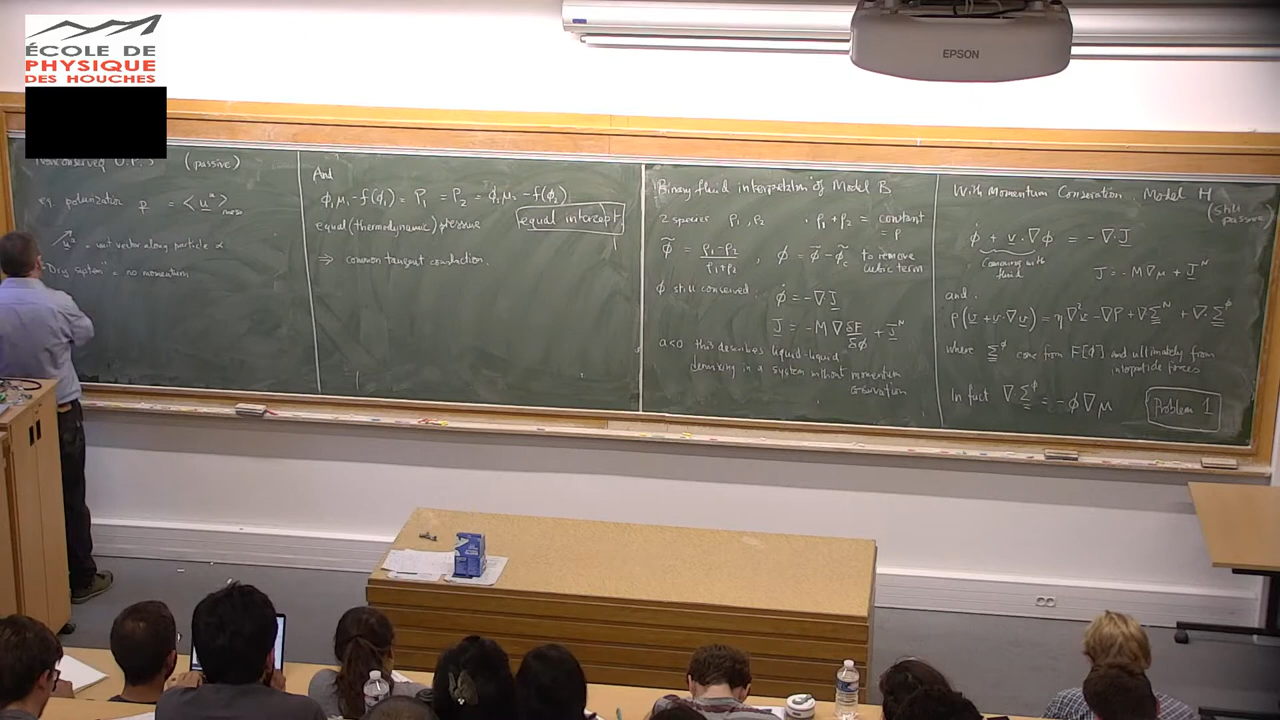 ÉCOLE DE
PHYSIQUE
DES HOUCHES
EPSON
Nonconserved O.P.s (passive)
eg. polarization p = <u^α>_meso
u^α = unit vector along particle α
"Dry system" = no momentum
And
ϕ₁μ₁ - f(ϕ₁) = P₁ = P₂ = ϕ₂μ₂ - f(ϕ₂)
equal intercept
equal (thermodynamic) pressure
⇒ common tangent construction.
Binary fluid interpretation of Model B
2 species ρ₁, ρ₂ . ρ₁+ρ₂ = constant
= ρ
ϕ̃ = (ρ₁-ρ₂)/(ρ₁+ρ₂) , ϕ = ϕ̃ - ϕ̃_c to remove
cubic term
ϕ still conserved. ϕ̇ = -∇J
J = -M ∇ δF/δϕ + J^N
a<0 this describes liquid-liquid
demixing in a system without momentum
conservation
With Momentum Conservation. Model H
(still
passive)
ϕ̇ + v·∇ϕ = -∇·J
Comoving with
fluid
J = -M∇μ + J^N
and.
ρ(v̇ + v·∇v) = η∇²v - ∇P + ∇·Σ^N + ∇·Σ^ϕ
where Σ^ϕ come from F[ϕ] and ultimately from
interparticle forces
In fact ∇·Σ^ϕ = -ϕ∇μ
Problem 1